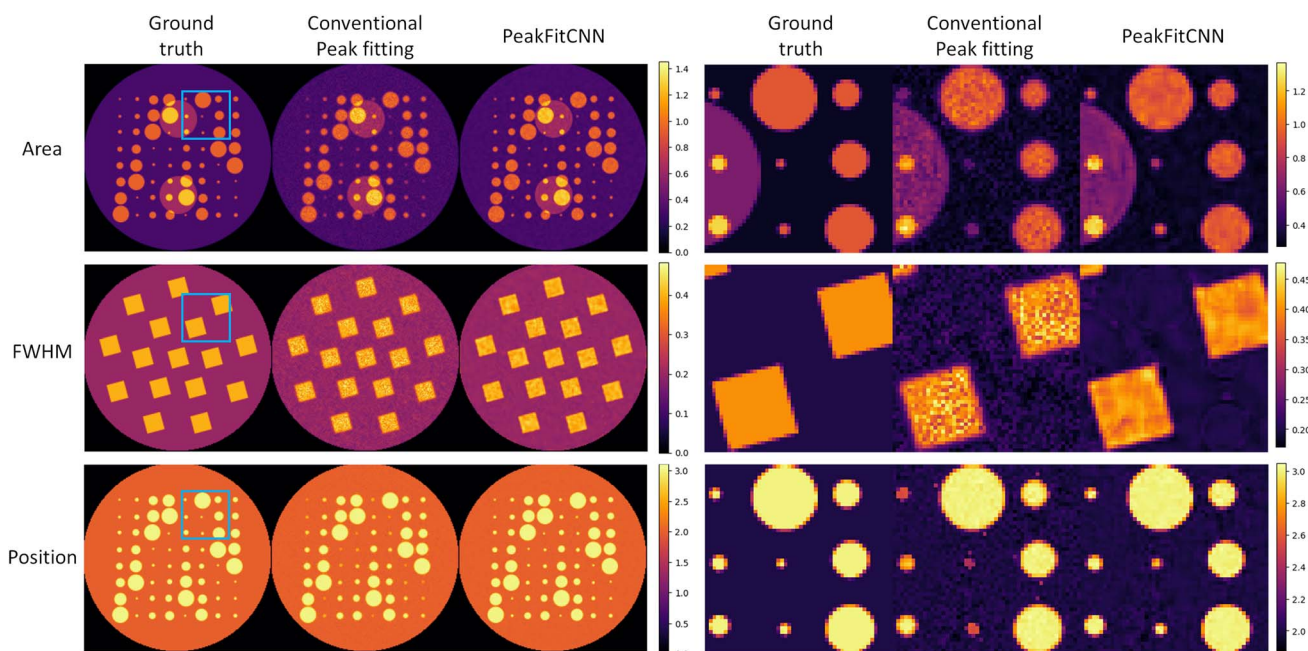 Ground
truth
Conventional
Peak fitting
PeakFitCNN
Ground
truth
Conventional
Peak fitting
PeakFitCNN
Area
1.4
1.2
1.0
0.8
0.6
0.4
0.2
0.0
1.2
1.0
0.8
0.6
0.4
FWHM
0.4
0.3
0.2
0.1
0.0
0.45
0.40
0.35
0.30
0.25
0.20
Position
3.0
2.5
2.0
1.5
1.0
0.5
0.0
3.0
2.8
2.6
2.4
2.2
2.0